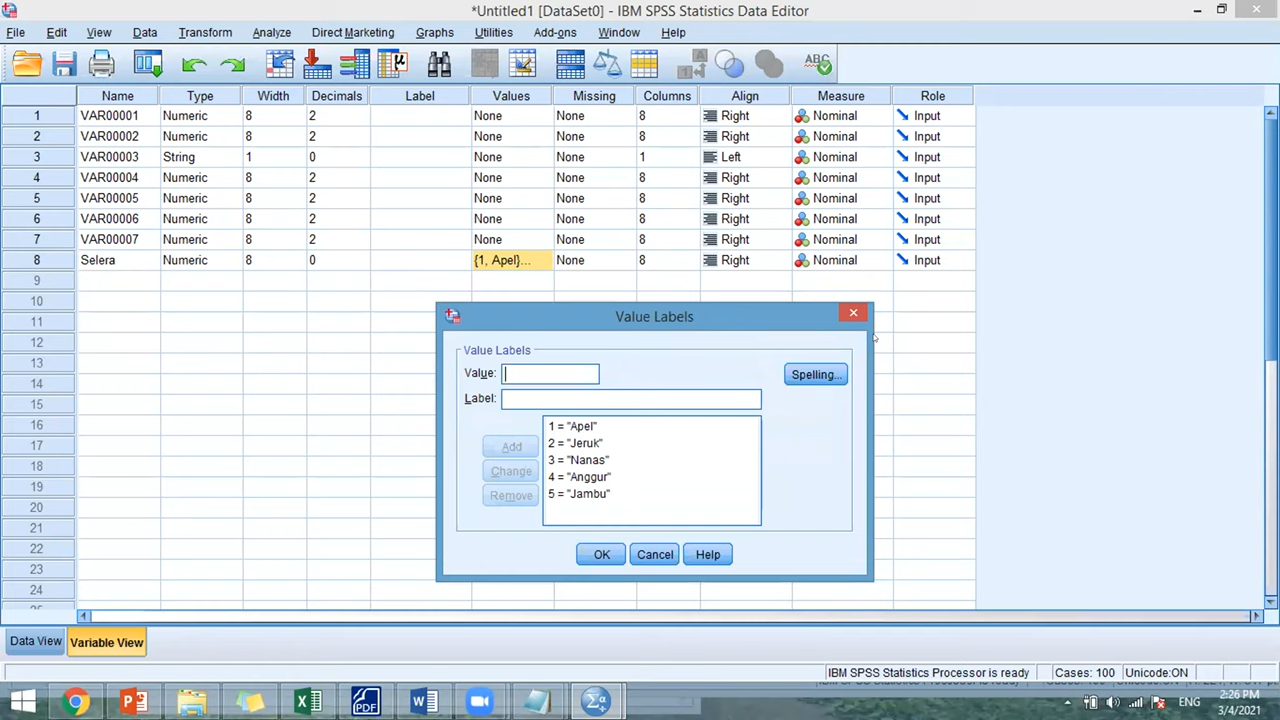 *Untitled1 [DataSet0] - IBM SPSS Statistics Data Editor
File Edit View Data Transform Analyze Direct Marketing Graphs Utilities Add-ons Window Help
Name Type Width Decimals Label Values Missing Columns Align Measure Role
1 VAR00001 Numeric 8 2 None None 8 Right Nominal Input
2 VAR00002 Numeric 8 2 None None 8 Right Nominal Input
3 VAR00003 String 1 0 None None 1 Left Nominal Input
4 VAR00004 Numeric 8 2 None None 8 Right Nominal Input
5 VAR00005 Numeric 8 2 None None 8 Right Nominal Input
6 VAR00006 Numeric 8 2 None None 8 Right Nominal Input
7 VAR00007 Numeric 8 2 None None 8 Right Nominal Input
8 Selera Numeric 8 0 {1, Apel}... None 8 Right Nominal Input
9
10
11
12
13
14
15
16
17
18
19
20
21
22
23
24
Value Labels
Value Labels
Value:
Spelling...
Label:
1 = "Apel"
2 = "Jeruk"
3 = "Nanas"
4 = "Anggur"
5 = "Jambu"
Add
Change
Remove
OK Cancel Help
Data View Variable View
IBM SPSS Statistics Processor is ready Cases: 100 Unicode:ON
ENG
2:26 PM
3/4/2021